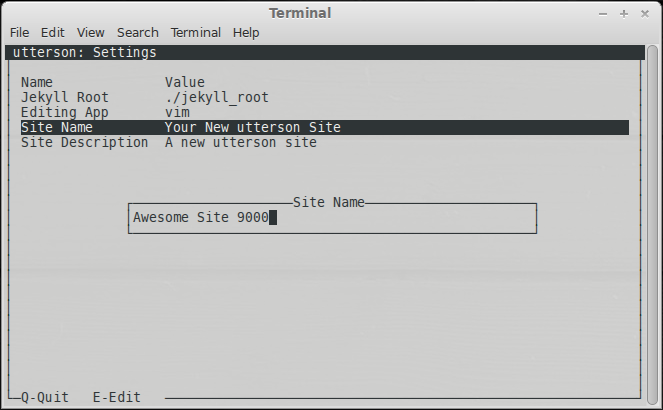 Terminal
File Edit View Search Terminal Help
utterson: Settings
Name Value
Jekyll Root ./jekyll_root
Editing App vim
Site Name Your New utterson Site
Site Description A new utterson site
Site Name
Awesome Site 9000
Q-Quit E-Edit